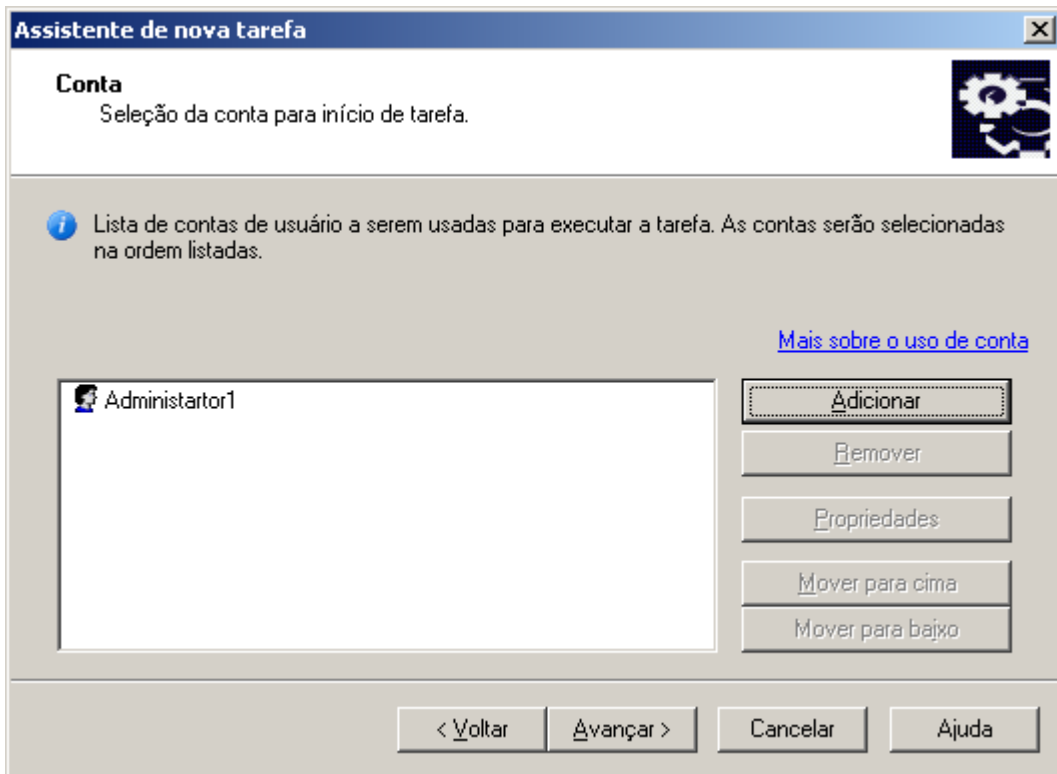 Assistente de nova tarefa
Conta
Seleção da conta para início de tarefa.
Lista de contas de usuário a serem usadas para executar a tarefa. As contas serão selecionadas
na ordem listadas.
Mais sobre o uso de conta
Administartor1
Adicionar
Remover
Propriedades
Mover para cima
Mover para baixo
< Voltar
Avançar >
Cancelar
Ajuda